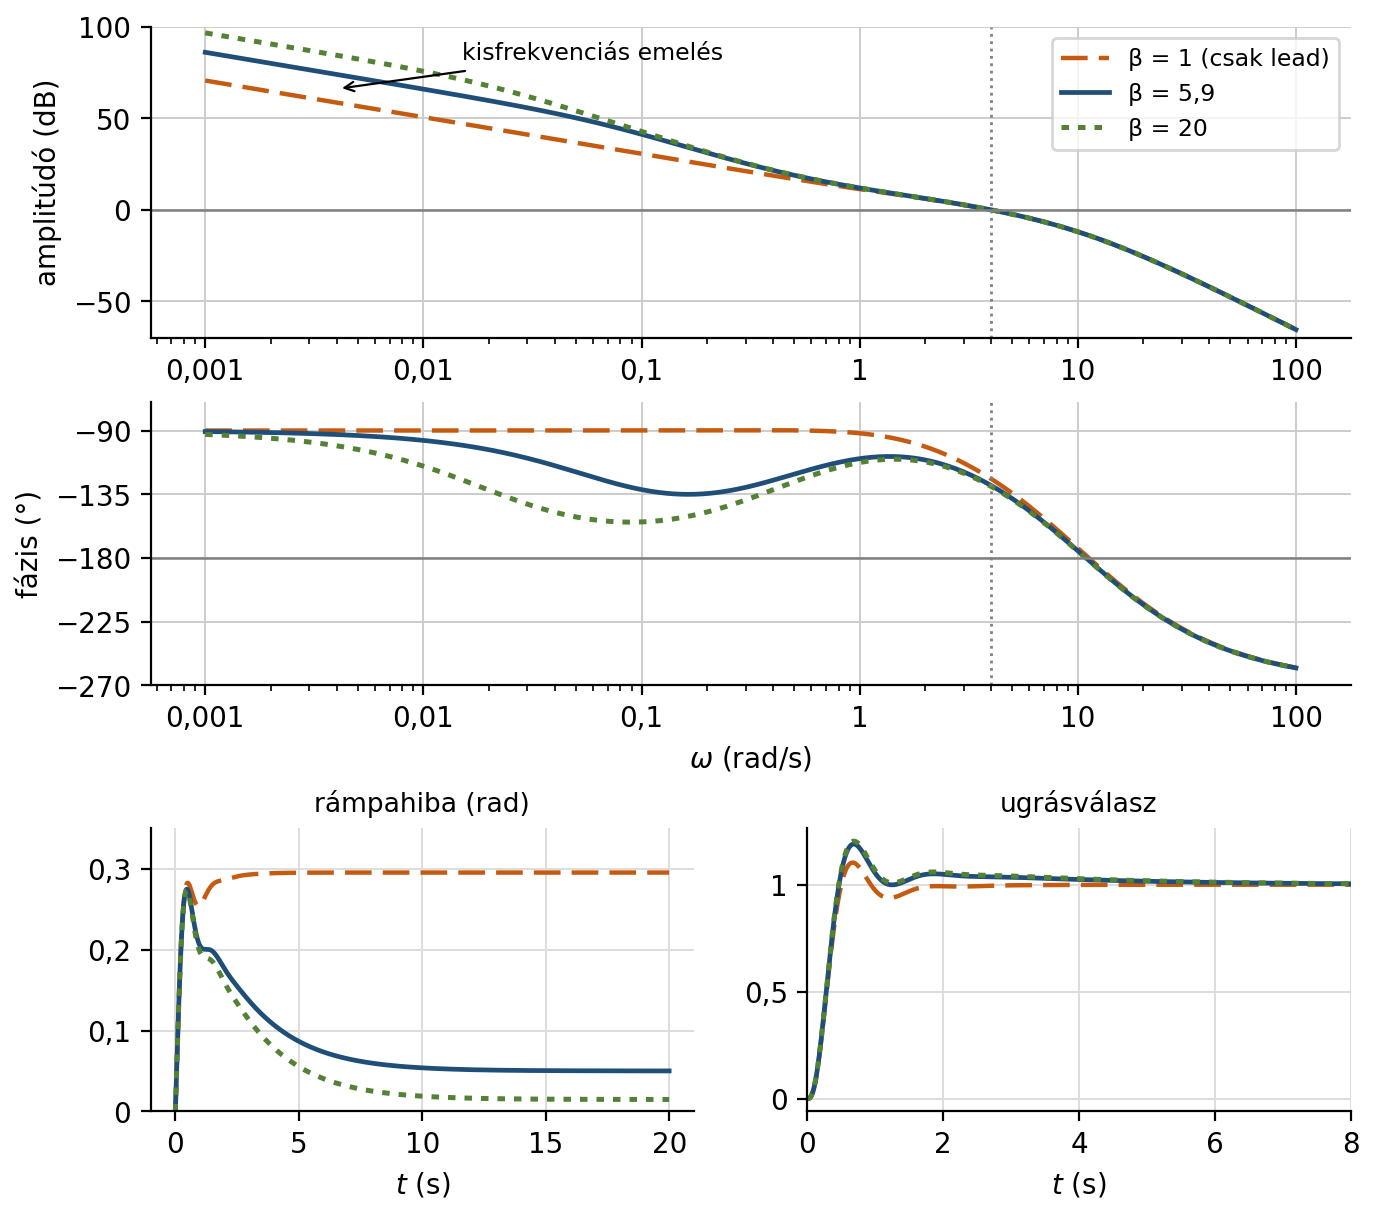 100
50
0
−50
amplitúdó (dB)
kisfrekvenciás emelés
β = 1 (csak lead)
β = 5,9
β = 20
0,001 0,01 0,1 1 10 100
−90
−135
−180
−225
−270
fázis (°)
0,001 0,01 0,1 1 10 100
ω (rad/s)
rámpahiba (rad)
0,3
0,2
0,1
0
0 5 10 15 20
t (s)
ugrásválasz
1
0,5
0
0 2 4 6 8
t (s)